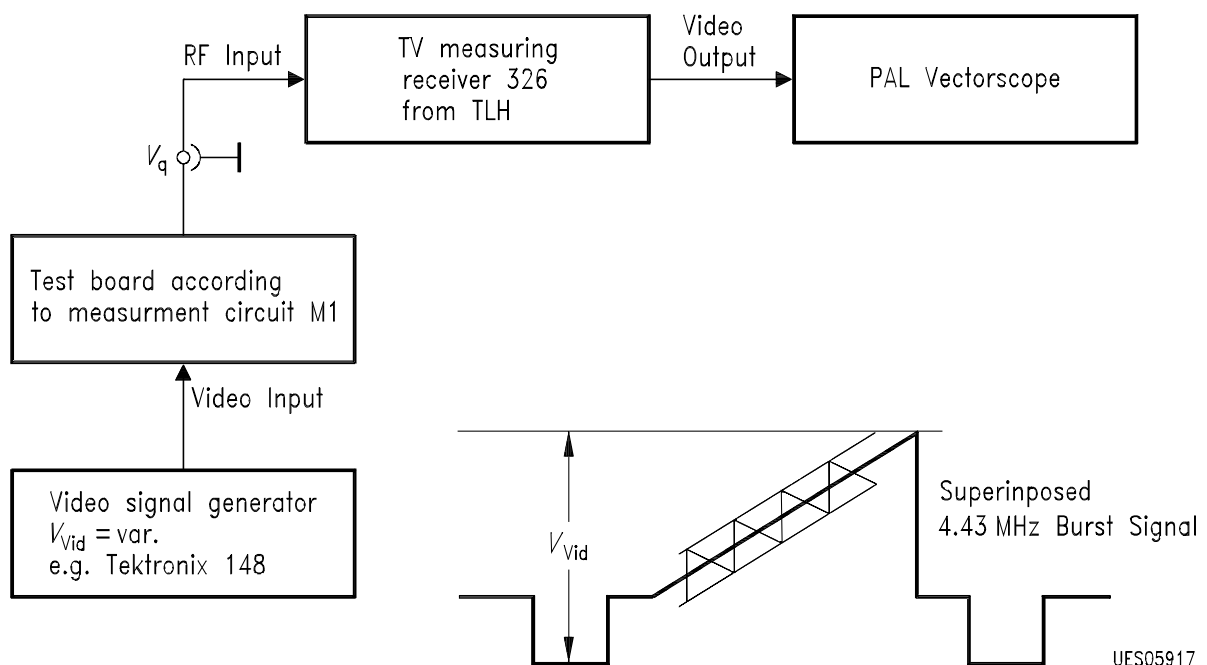 RF Input
TV measuring
receiver 326
from TLH
Video
Output
PAL Vectorscope
Vq
Test board according
to measurment circuit M1
Video Input
Video signal generator
VVid = var.
e.g. Tektronix 148
VVid
Superinposed
4.43 MHz Burst Signal
UES05917